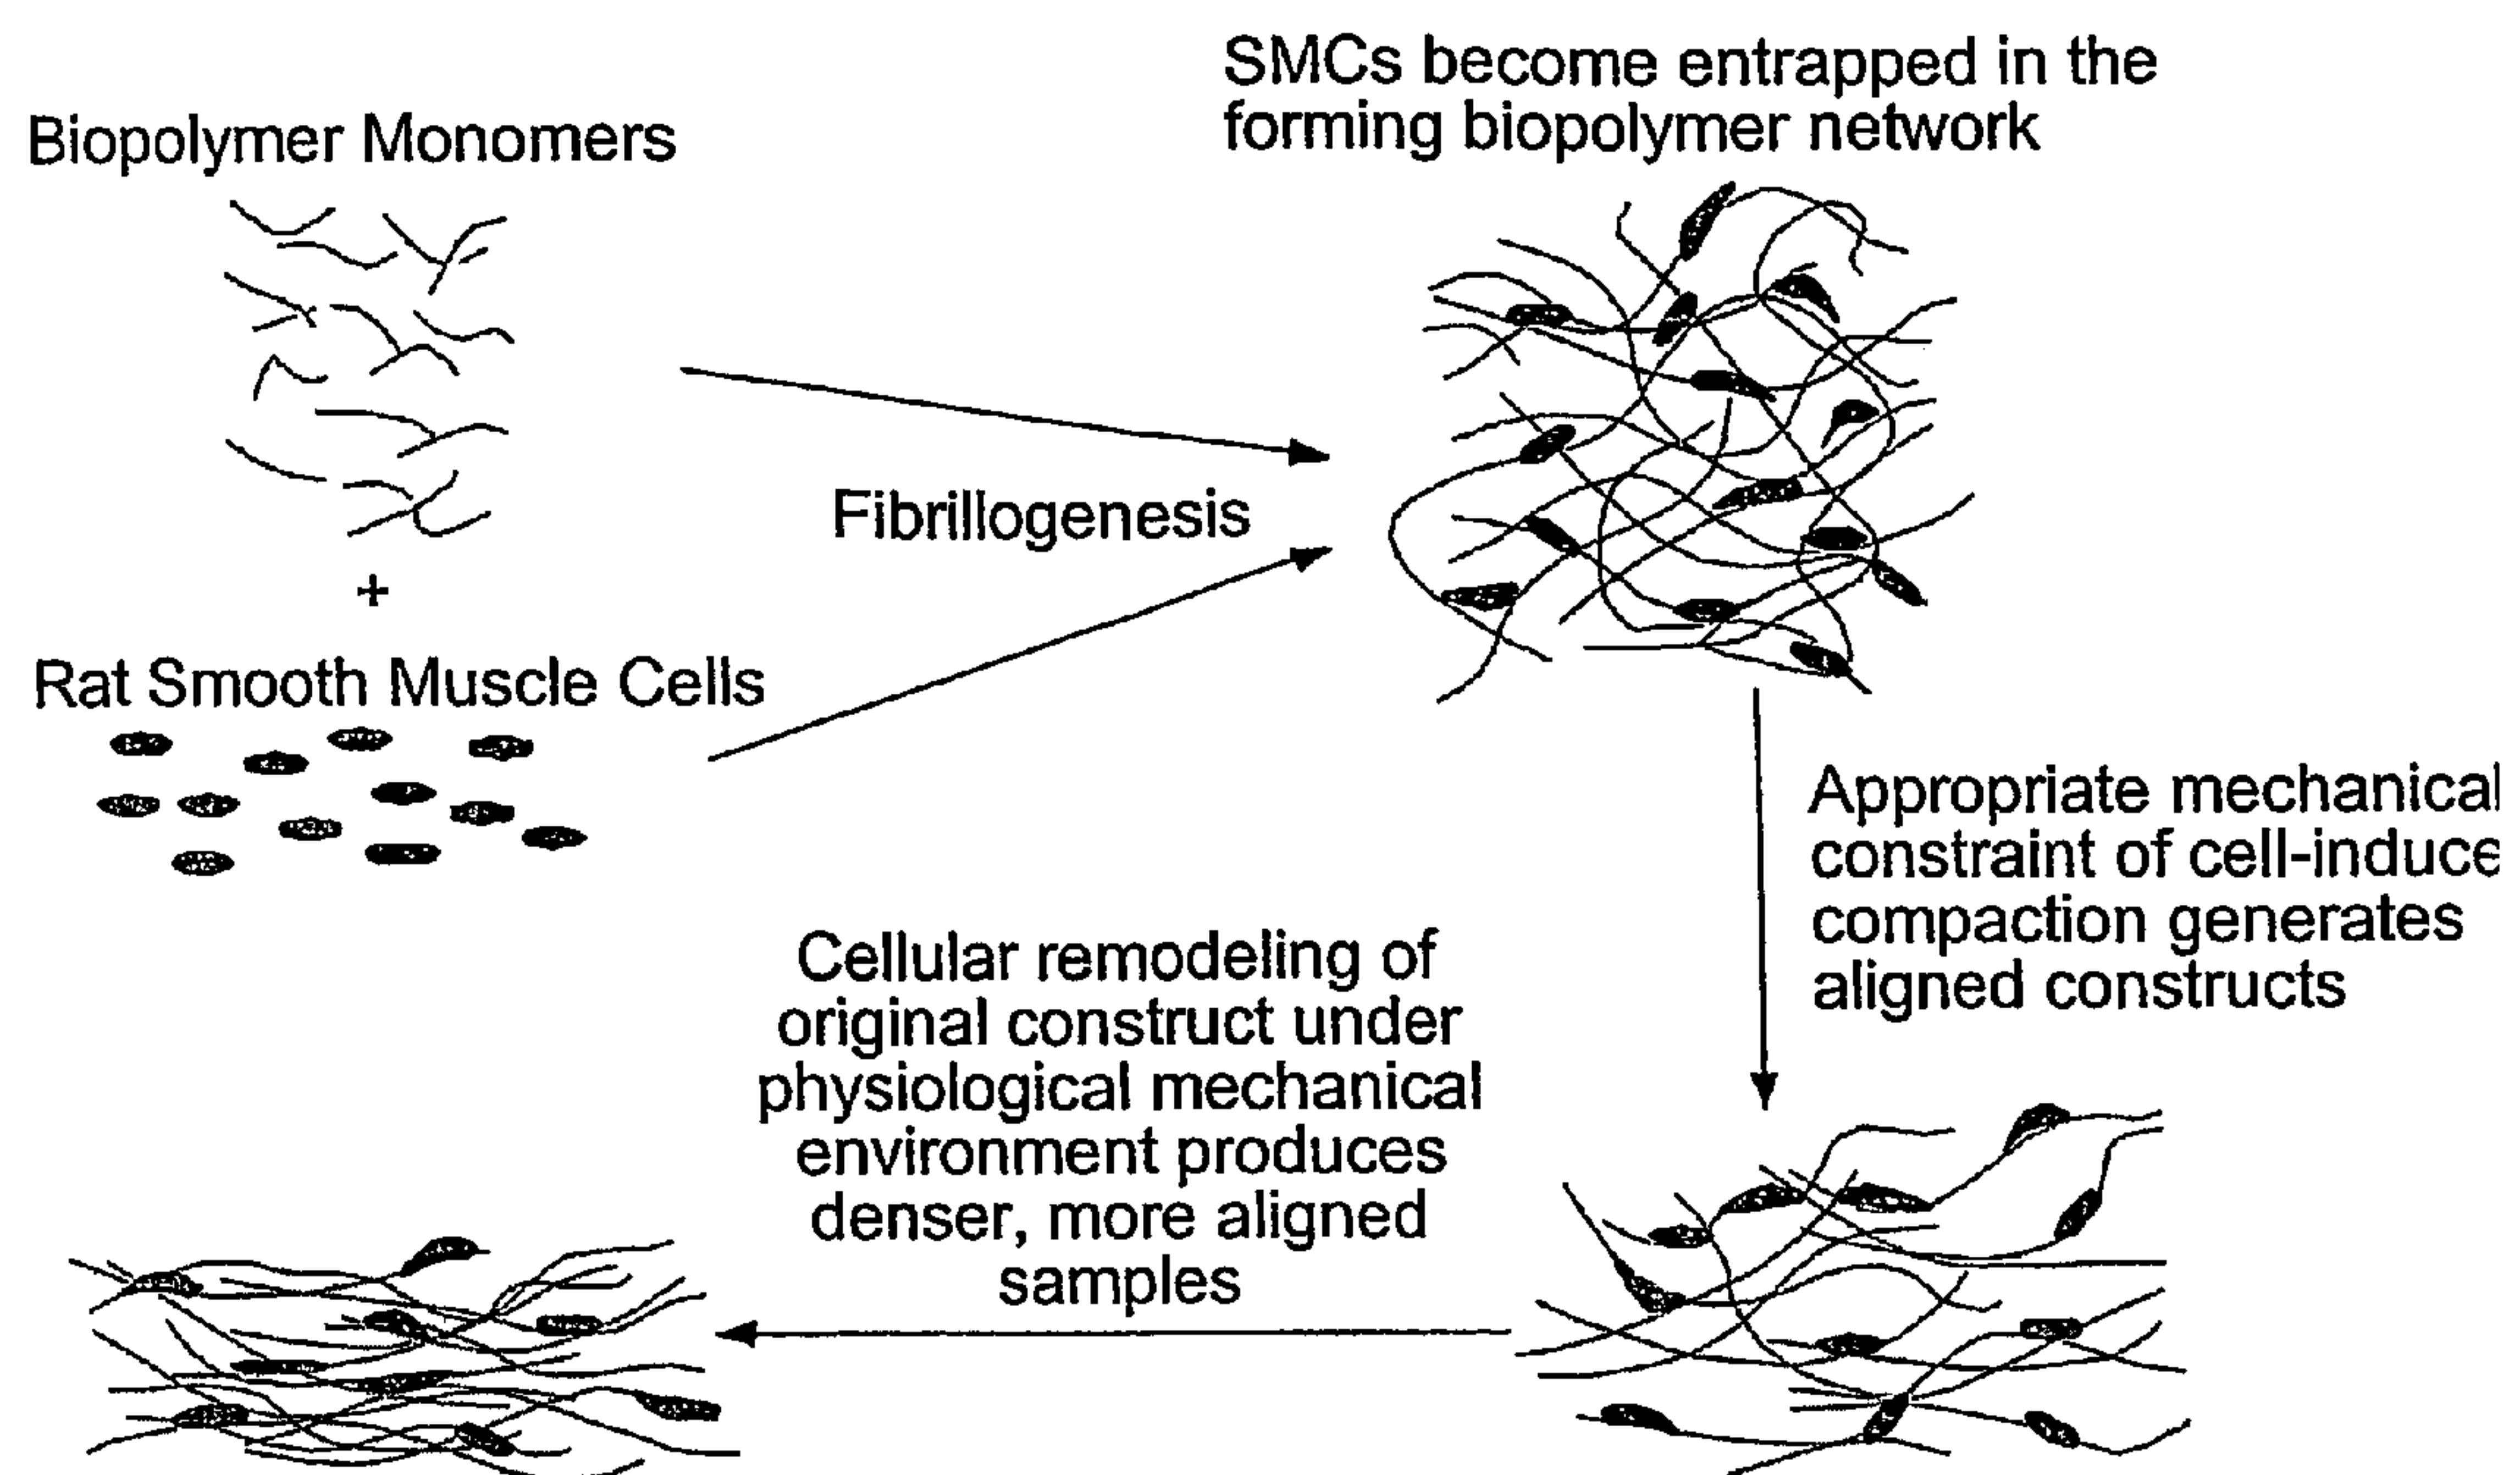 Biopolymer Monomers
+
Rat Smooth Muscle Cells
Fibrillogenesis
SMCs become entrapped in the
forming biopolymer network
Appropriate mechanical
constraint of cell-induce
compaction generates
aligned constructs
Cellular remodeling of
original construct under
physiological mechanical
environment produces
denser, more aligned
samples